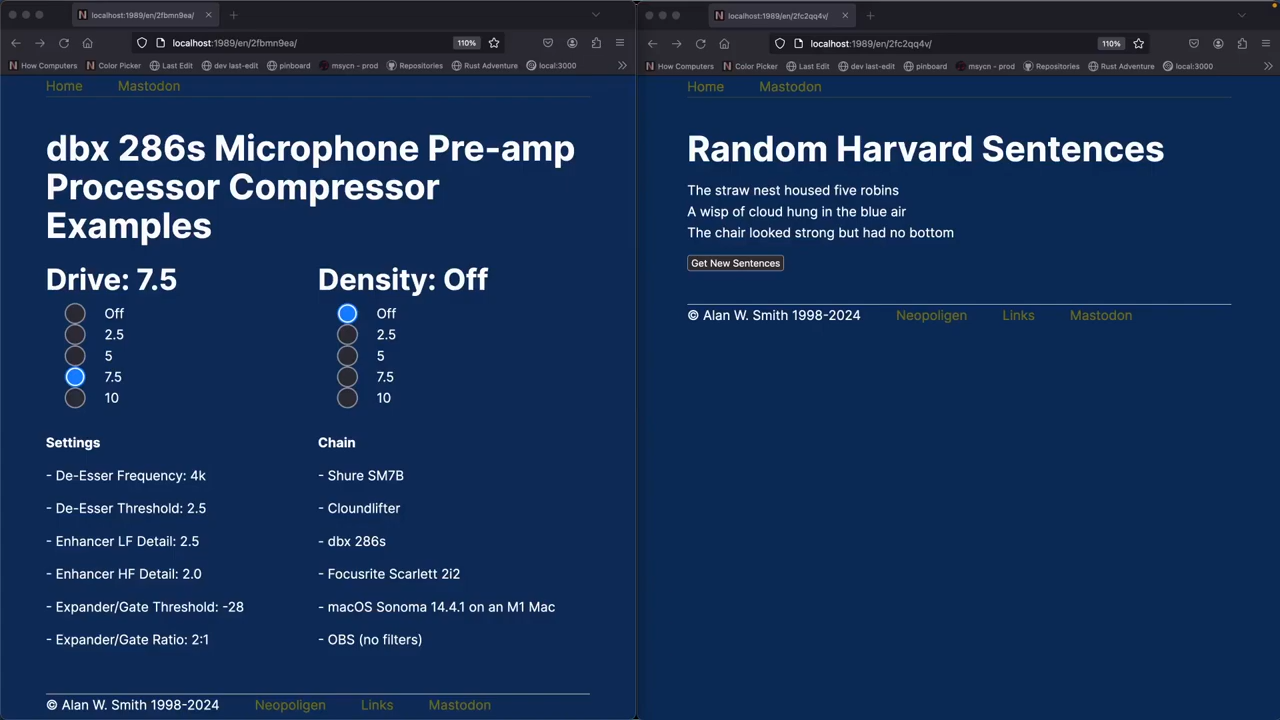 localhost:1989/en/2fbmn9ea/
localhost:1989/en/2fbmn9ea/
110%
How Computers
Color Picker
Last Edit
dev last-edit
pinboard
msycn - prod
Repositories
Rust Adventure
local:3000
Home
Mastodon
dbx 286s Microphone Pre-amp
Processor Compressor
Examples
Drive: 7.5
Off
2.5
5
7.5
10
Density: Off
Off
2.5
5
7.5
10
Settings
- De-Esser Frequency: 4k
- De-Esser Threshold: 2.5
- Enhancer LF Detail: 2.5
- Enhancer HF Detail: 2.0
- Expander/Gate Threshold: -28
- Expander/Gate Ratio: 2:1
Chain
- Shure SM7B
- Cloundlifter
- dbx 286s
- Focusrite Scarlett 2i2
- macOS Sonoma 14.4.1 on an M1 Mac
- OBS (no filters)
© Alan W. Smith 1998-2024
Neopoligen
Links
Mastodon
localhost:1989/en/2fc2qq4v/
localhost:1989/en/2fc2qq4v/
110%
How Computers
Color Picker
Last Edit
dev last-edit
pinboard
msycn - prod
Repositories
Rust Adventure
local:3000
Home
Mastodon
Random Harvard Sentences
The straw nest housed five robins
A wisp of cloud hung in the blue air
The chair looked strong but had no bottom
Get New Sentences
© Alan W. Smith 1998-2024
Neopoligen
Links
Mastodon